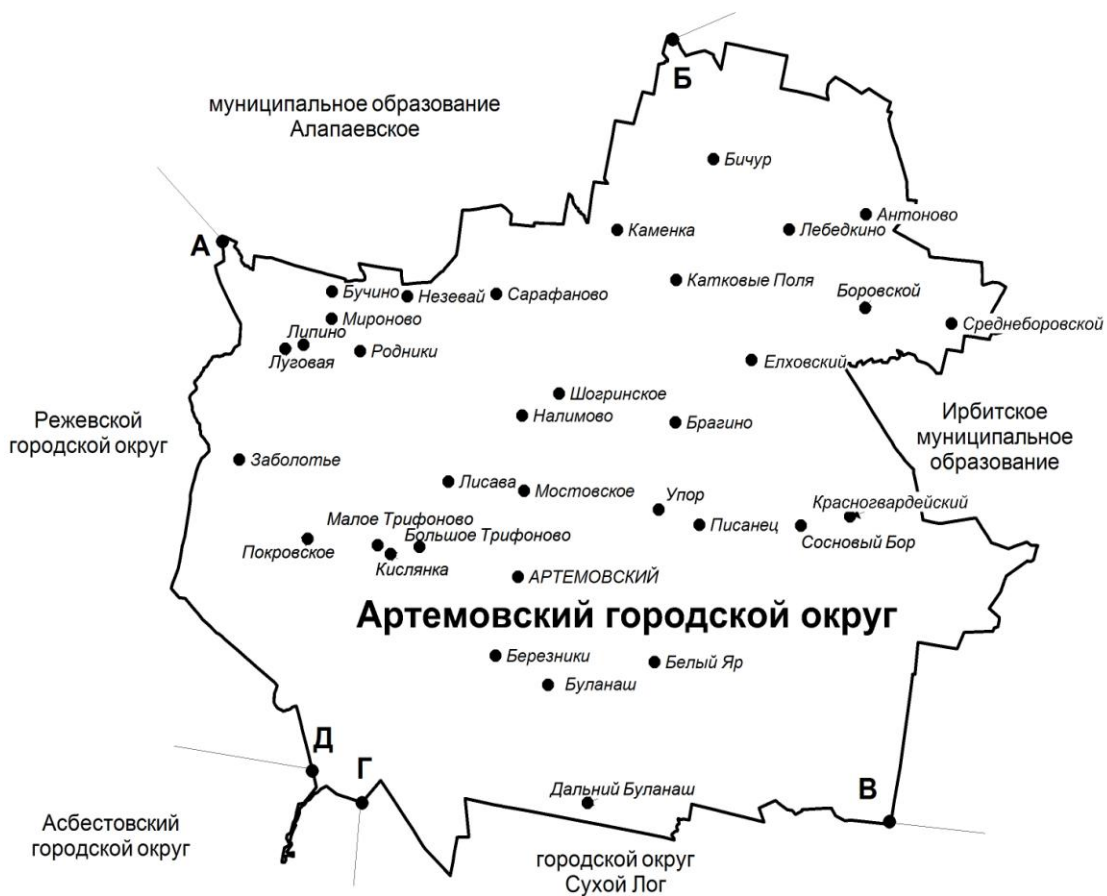 Б
муниципальное образование
Алапаевское
Бичур
Антоново
Каменка
Лебедкино
А
Катковые Поля
Бучино
Незевай
Сарафаново
Боровской
Мироново
Среднеборовской
Липино
Луговая
Родники
Елховский
Шогринское
Налимово
Брагино
Режевской
городской округ
Ирбитское
муниципальное
образование
Заболотье
Лисава
Мостовское
Упор
Красногвардейский
Писанец
Сосновый Бор
Малое Трифоново
Большое Трифоново
Покровское
Кислянка
АРТЕМОВСКИЙ
Артемовский городской округ
Березники
Белый Яр
Буланаш
Д
Г
Дальний Буланаш
В
Асбестовский
городской округ
городской округ
Сухой Лог